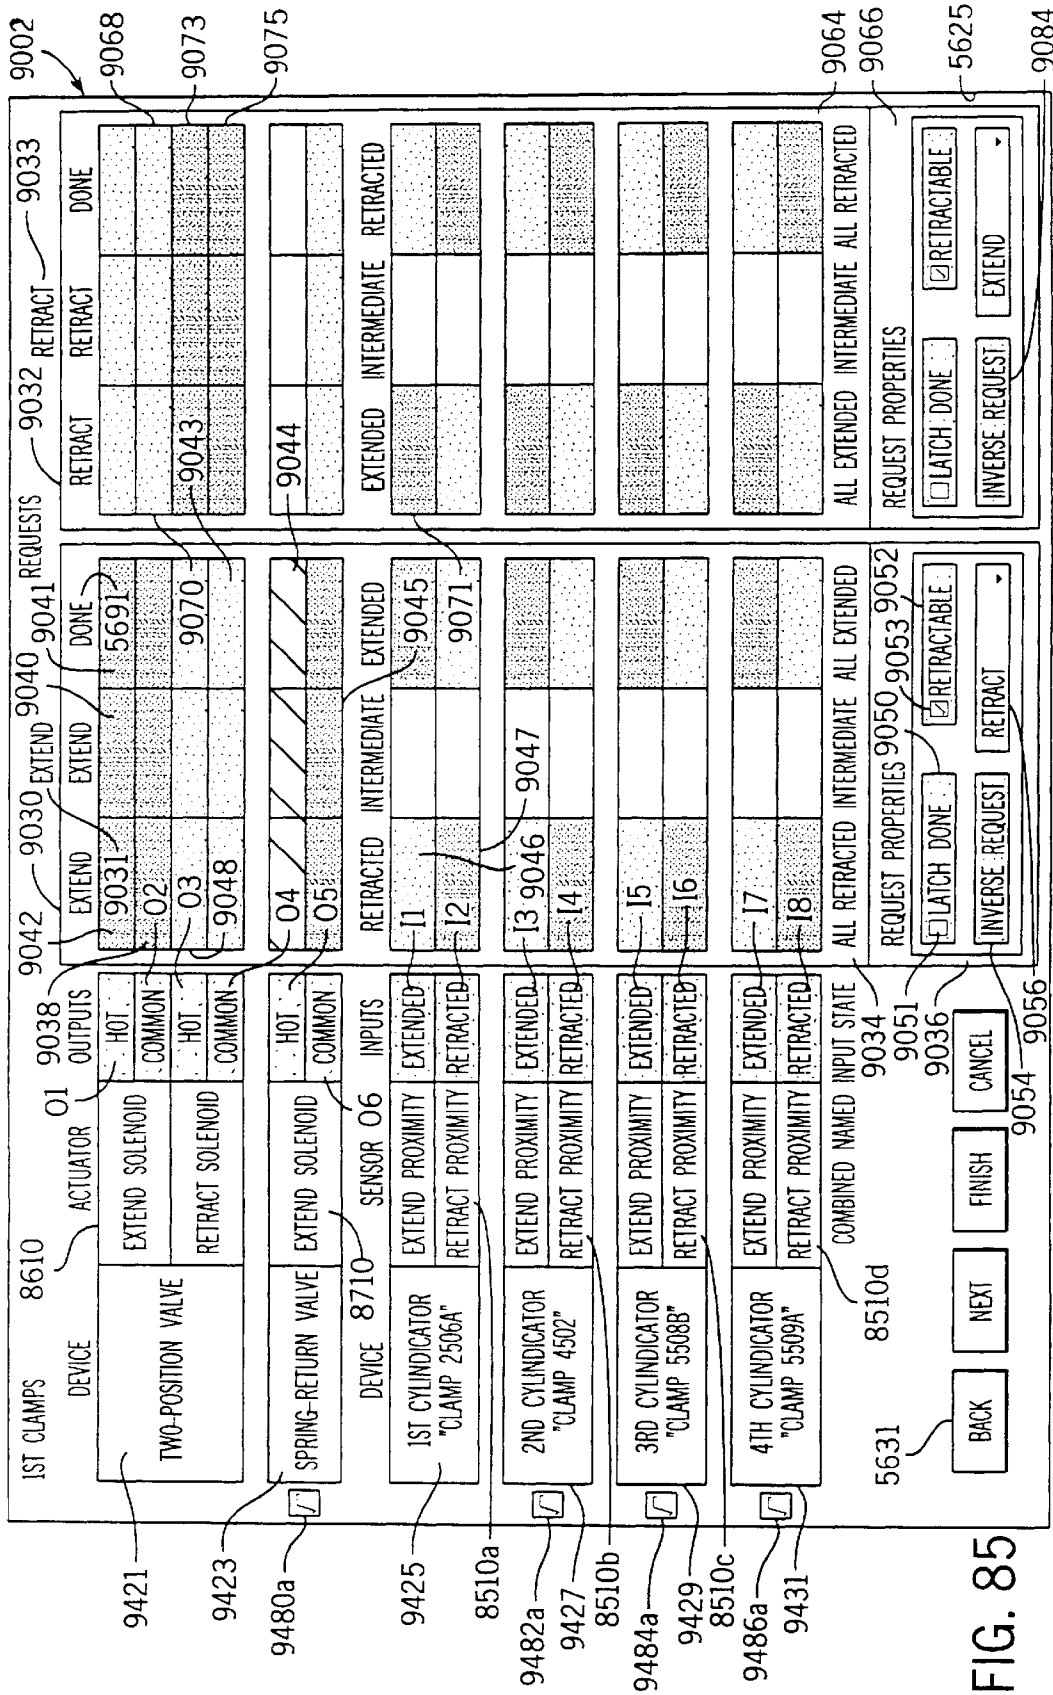 9002
9068
9073
9075
9030 9032 9033
9042 EXTEND 9040 9041 REQUESTS RETRACT
1ST CLAMPS
DEVICE ACTUATOR OUTPUTS EXTEND EXTEND DONE RETRACT RETRACT DONE
8610 O1 9038
TWO-POSITION VALVE EXTEND SOLENOID HOT 9031 5691
COMMON O2
RETRACT SOLENOID HOT O3 9070 9043
COMMON 9048
9421
9423
9480a
SPRING-RETURN VALVE EXTEND SOLENOID HOT O4 9044
COMMON O5
8710 O6
DEVICE SENSOR INPUTS RETRACTED INTERMEDIATE EXTENDED EXTENDED INTERMEDIATE RETRACTED
9425
1ST CYLINDICATOR EXTEND PROXIMITY EXTENDED I1 9045
"CLAMP 2506A" RETRACT PROXIMITY RETRACTED I2 9071
8510a
9046 9047
9482a
2ND CYLINDICATOR EXTEND PROXIMITY EXTENDED I3
"CLAMP 4502" RETRACT PROXIMITY RETRACTED I4
9427
8510b
9484a
3RD CYLINDICATOR EXTEND PROXIMITY EXTENDED I5
"CLAMP 5508B" RETRACT PROXIMITY RETRACTED I6
9429
8510c
9486a
4TH CYLINDICATOR EXTEND PROXIMITY EXTENDED I7
"CLAMP 5509A" RETRACT PROXIMITY RETRACTED I8
9431
8510d
COMBINED NAMED INPUT STATE ALL RETRACTED INTERMEDIATE ALL EXTENDED ALL EXTENDED INTERMEDIATE ALL RETRACTED
9034 9064
REQUEST PROPERTIES 9050 9053 9052 REQUEST PROPERTIES 9066
9051 LATCH DONE RETRACTABLE LATCH DONE RETRACTABLE
9036
INVERSE REQUEST RETRACT INVERSE REQUEST EXTEND
5625
9054 9056 9084
5631
BACK NEXT FINISH CANCEL
FIG. 85